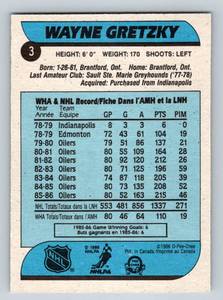 WAYNE GRETZKY
3
HEIGHT: 6' 0" WEIGHT: 170 SHOOTS: LEFT
Born: 1-26-61, Brantford, Ont. Home: Brantford, Ont.
Last Amateur Club: Sault Ste. Marie Greyhounds ('77-78)
Acquired: Purchased from Indianapolis
WHA & NHL Record/Fiche Dans l'AMH et la LNH
Year Team GP G A PTS PIM
Année Équipe PJ B A PTS PUN
78-79 Indianapolis 8 3 3 6 0
78-79 Edmonton 72 43 61 104 19
79-80 Oilers 79 51 86 137 21
80-81 Oilers 80 55 109 164 28
81-82 Oilers 80 92 120 212 26
82-83 Oilers 80 71 125 196 59
83-84 Oilers 74 87 118 205 39
84-85 Oilers 80 73 135 208 52
85-86 Oilers 80 52 163 215 46
NHL Totals/Totaux dans la LNH 553 481 856 1337 271
WHA Totals/Totaux dans l'AMH 80 46 64 110 19
1985-86 Game Winning Goals: 6
Buts gagnants en 1985-86: 6
NHL
© 1986
NHLPA
© 1986 O-Pee-Chee
Ptd. in Canada/Imprimé au Canada